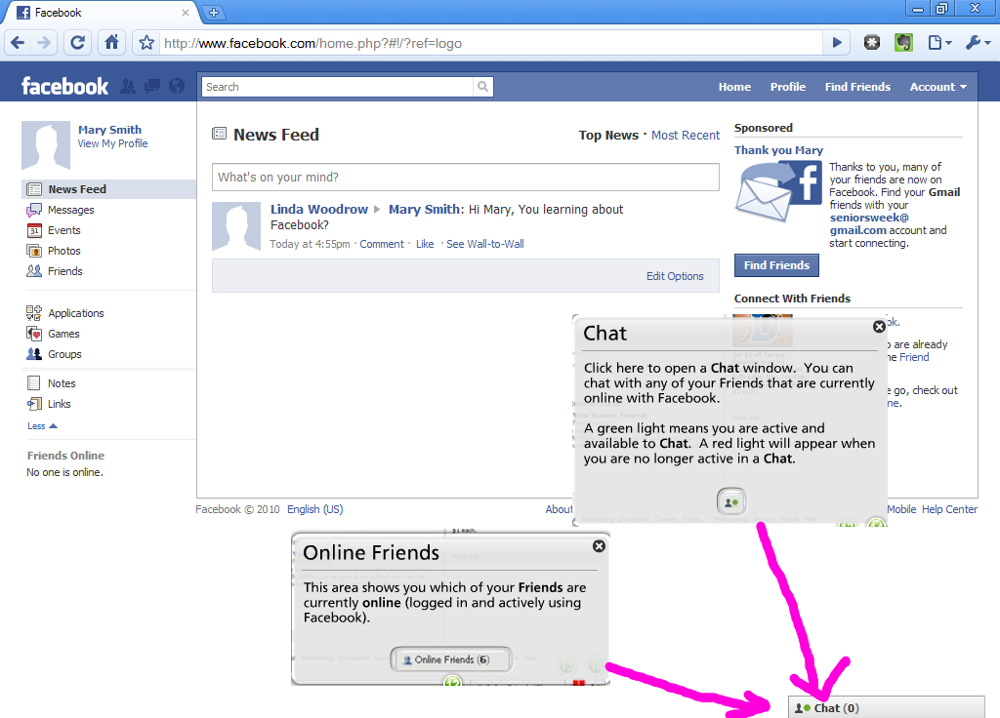 Facebook
http://www.facebook.com/home.php?#!/?ref=logo
facebook
Search
Home Profile Find Friends Account
Mary Smith
View My Profile
News Feed
Messages
31 Events
Photos
Friends
Applications
Games
Groups
Notes
Links
Less
Friends Online
No one is online.
News Feed
Top News · Most Recent
What's on your mind?
Linda Woodrow Mary Smith: Hi Mary, You learning about
Facebook?
Today at 4:55pm · Comment · Like · See Wall-to-Wall
Edit Options
Sponsored
Thank you Mary
Thanks to you, many of
your friends are now on
Facebook. Find your Gmail
friends with your
seniorsweek@
gmail.com account and
start connecting.
Find Friends
Connect With Friends
are already
Friend
go, check out
Chat
Click here to open a Chat window. You can
chat with any of your Friends that are currently
online with Facebook.
A green light means you are active and
available to Chat. A red light will appear when
you are no longer active in a Chat.
Facebook © 2010 English (US)
About
Mobile Help Center
Online Friends
This area shows you which of your Friends are
currently online (logged in and actively using
Facebook).
Online Friends (6)
12
Chat (0)